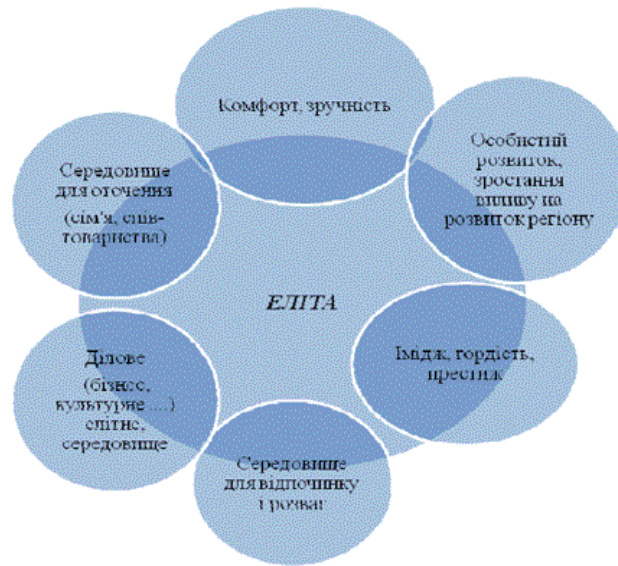 Комфорт, зручність
Особистий
розвиток,
зростання
впливу на
розвиток регіону
Середовище
для оточення
(сім'я, спів-
товариства)
ЕЛІТА
Імідж, гордість,
престиж
Ділове
(бізнес,
культурне ....)
елітне,
середовище
Середовище
для відпочинку
і розваг